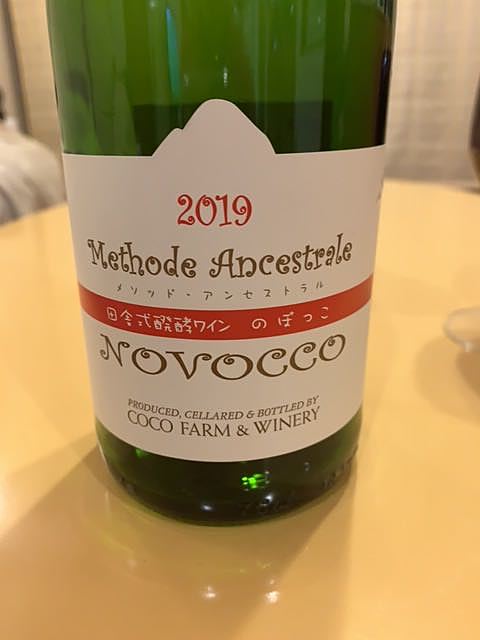 2019
Methode Ancestrale
メソッド・アンセストラル
田舎式醗酵ワイン のぼっこ
NOVOCCO
PRODUCED, CELLARED & BOTTLED BY
COCO FARM & WINERY